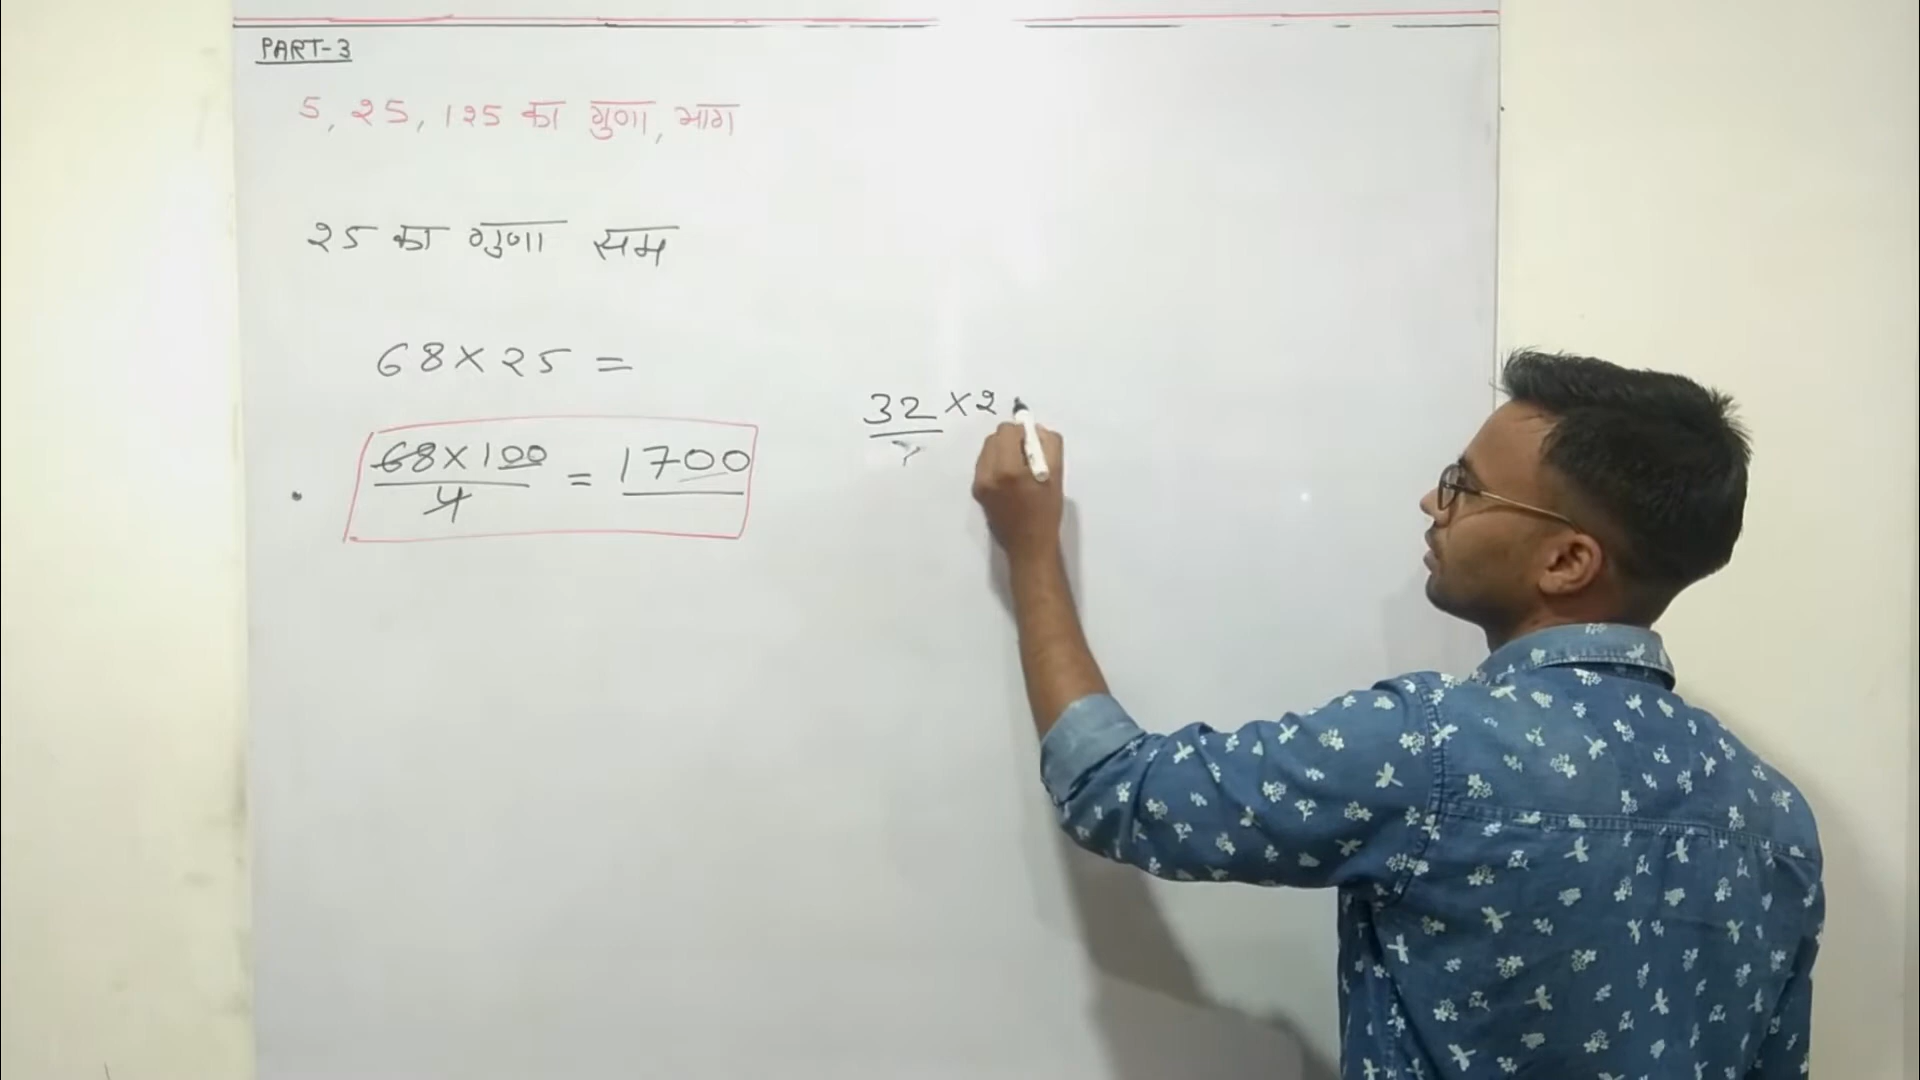 PART-3
5, 25, 125 का गुणा, भाग
25 का गुणा सम
68 × 25 =
68 × 100
4
= 1700
32 × 2